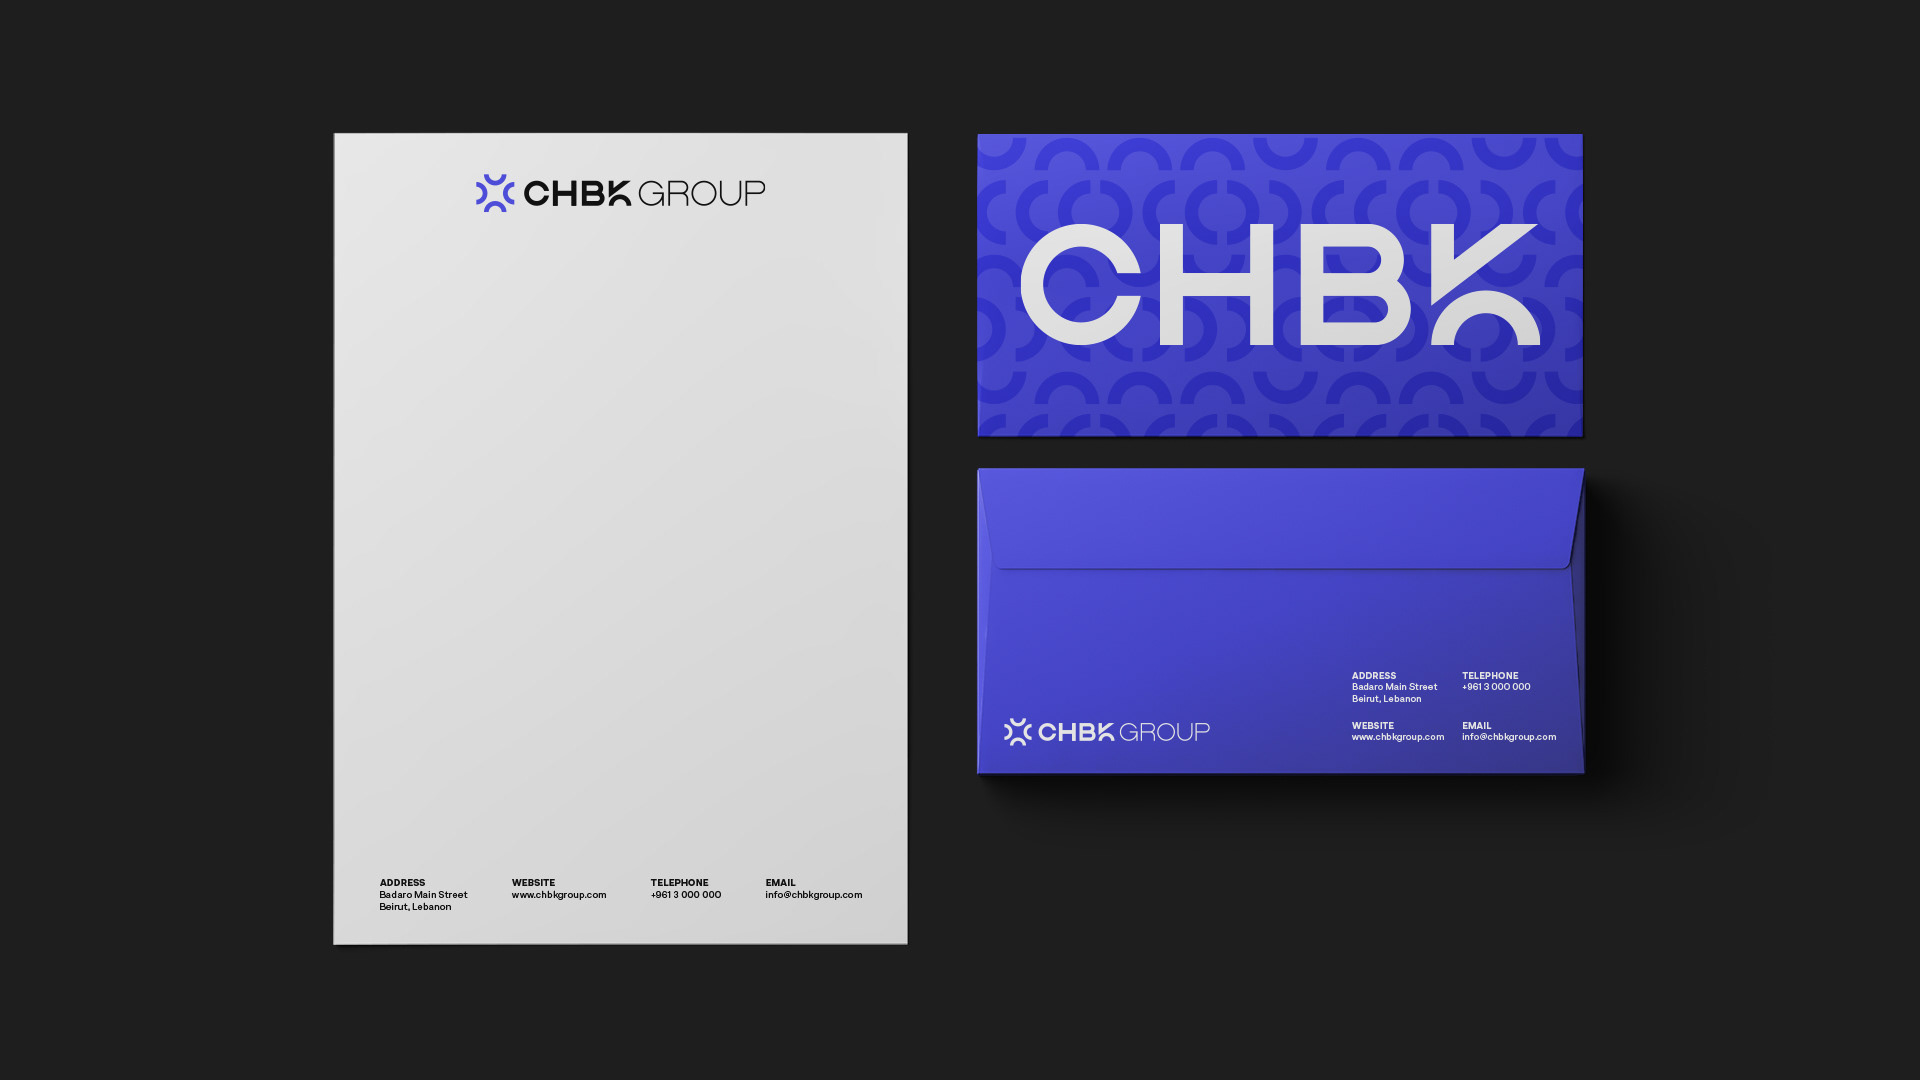 CHBK GROUP
ADDRESS
Badaro Main Street
Beirut, Lebanon
WEBSITE
www.chbkgroup.com
TELEPHONE
+961 3 000 000
EMAIL
info@chbkgroup.com
CHBK
CHBK GROUP
ADDRESS
Badaro Main Street
Beirut, Lebanon
TELEPHONE
+961 3 000 000
WEBSITE
www.chbkgroup.com
EMAIL
info@chbkgroup.com